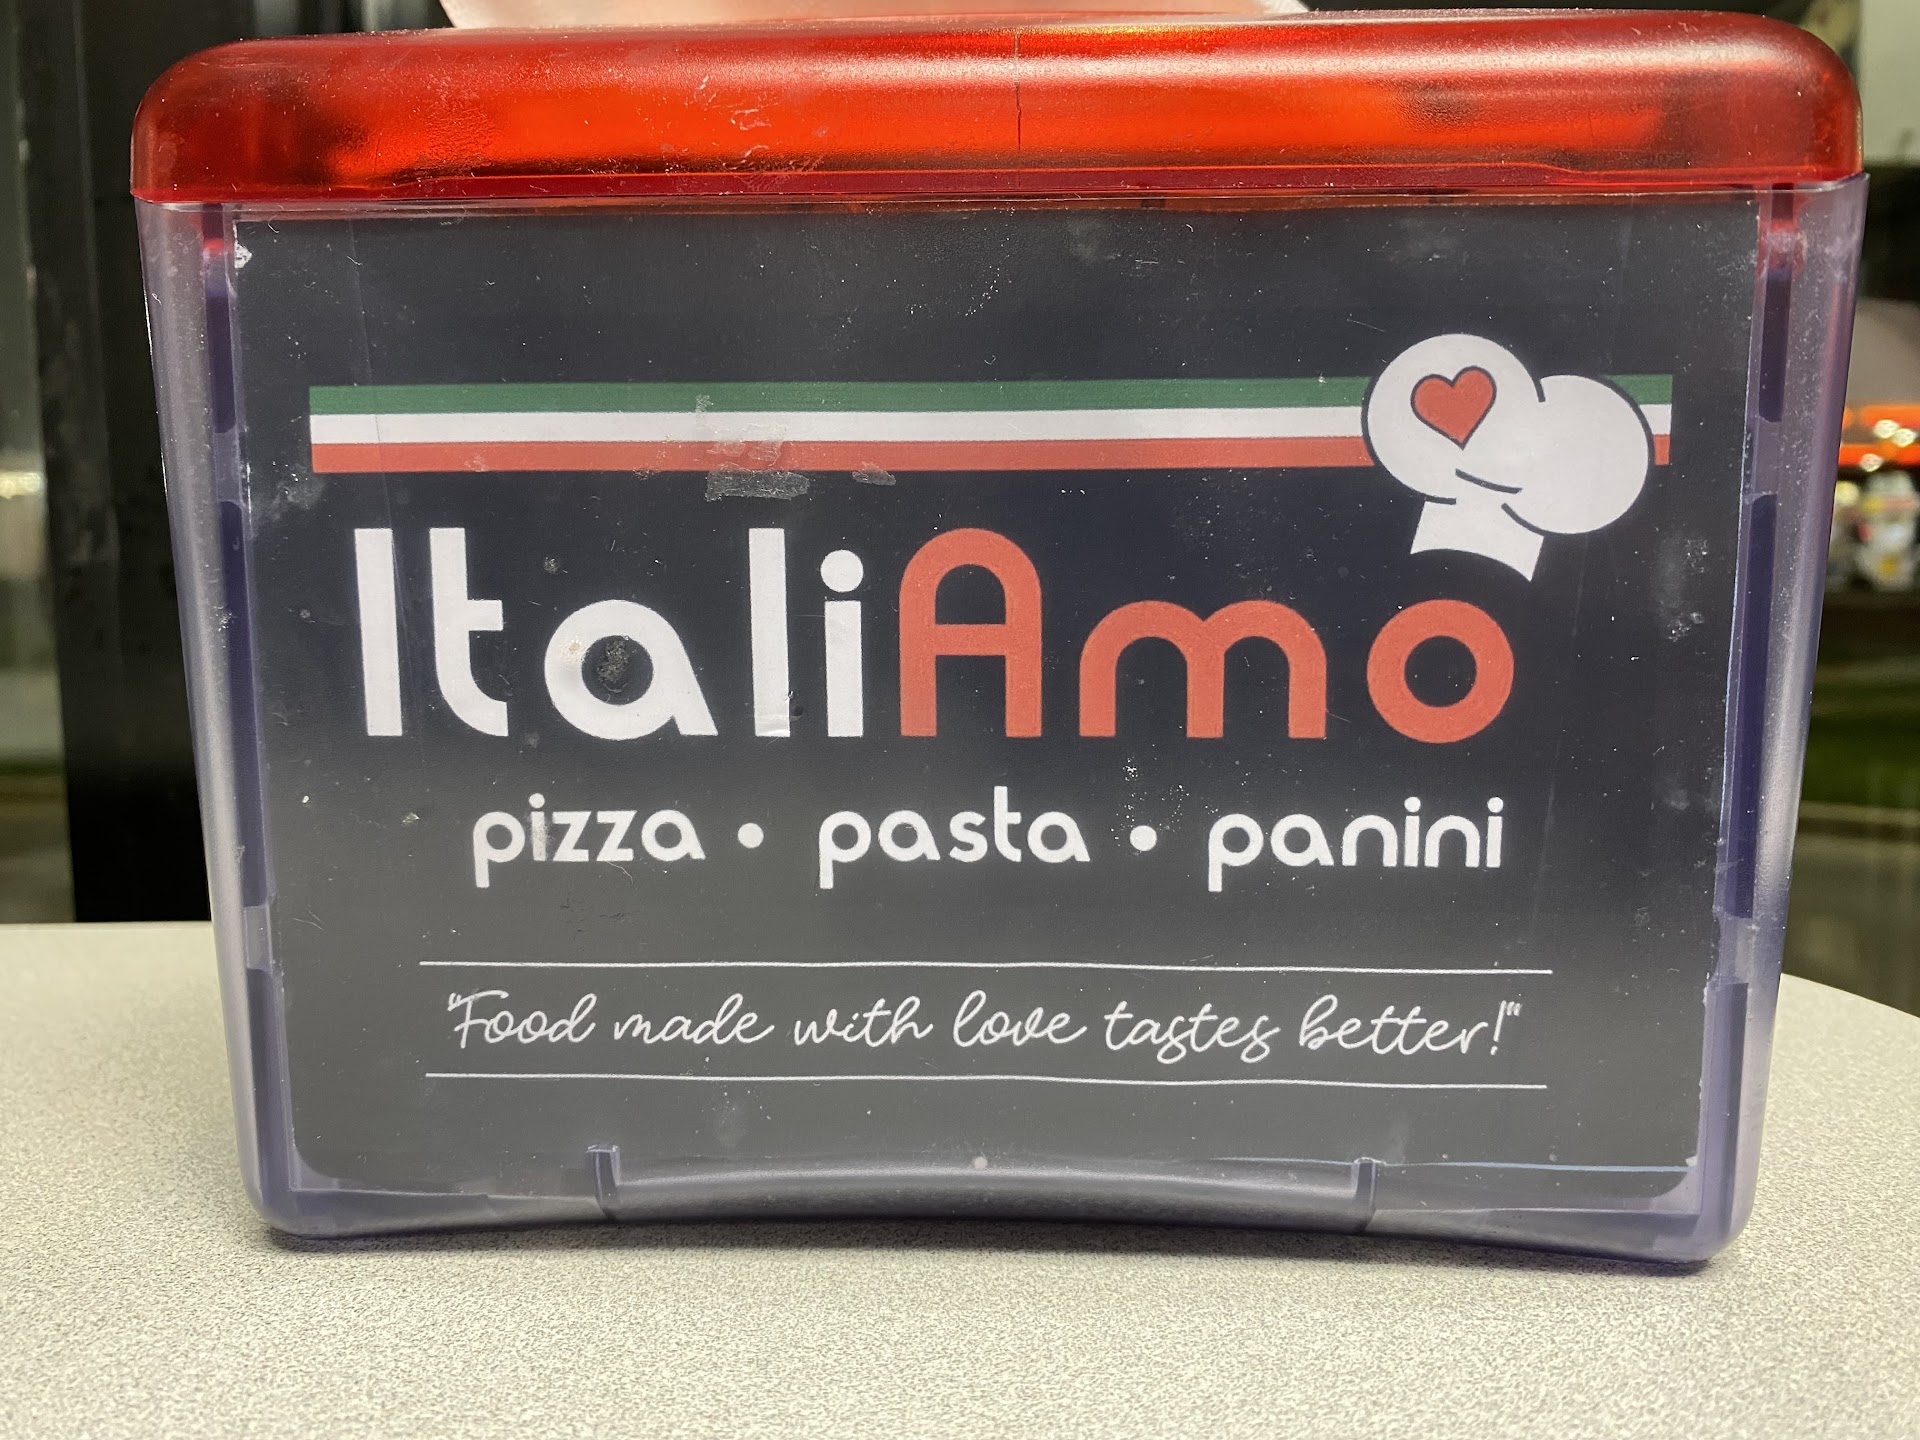 ItaliAmo
pizza • pasta • panini
"Food made with love tastes better!"